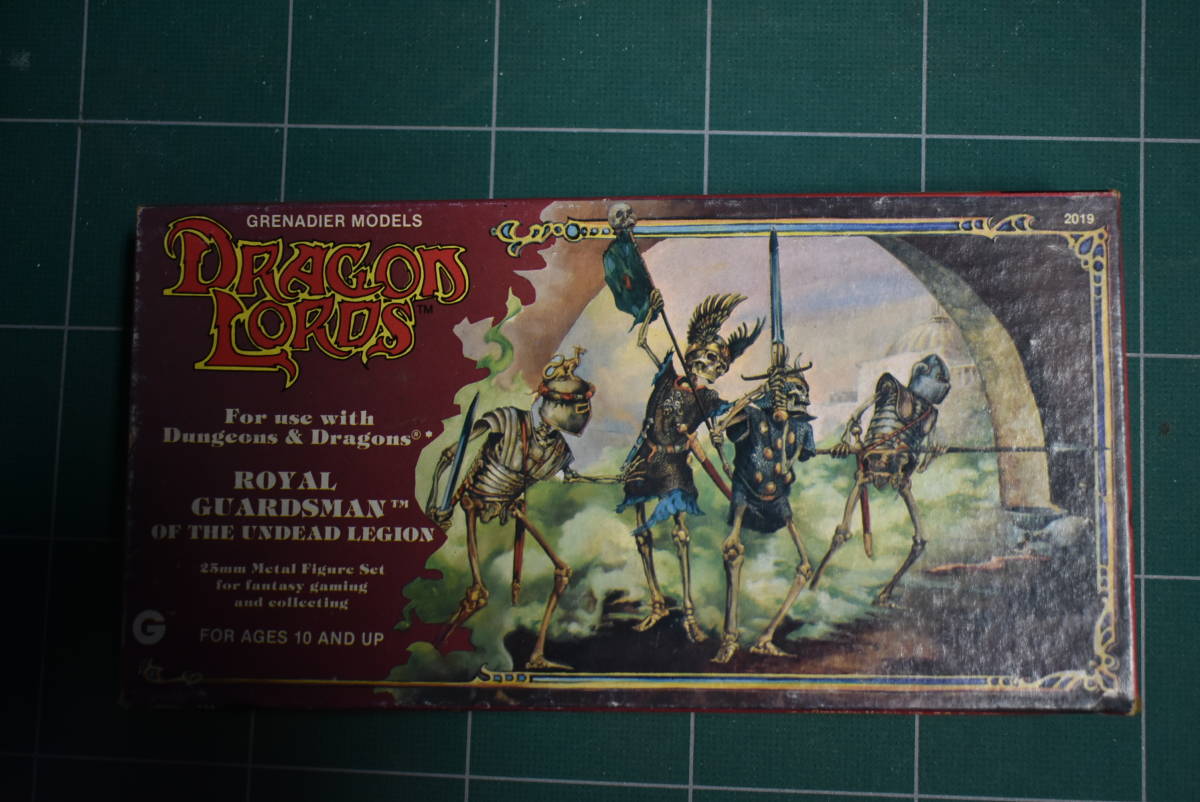 GRENADIER MODELS
DRAGON
LORDS™
For use with
Dungeons & Dragons®*
ROYAL
GUARDSMAN™
OF THE UNDEAD LEGION
25mm Metal Figure Set
for fantasy gaming
and collecting
G
FOR AGES 10 AND UP
2019